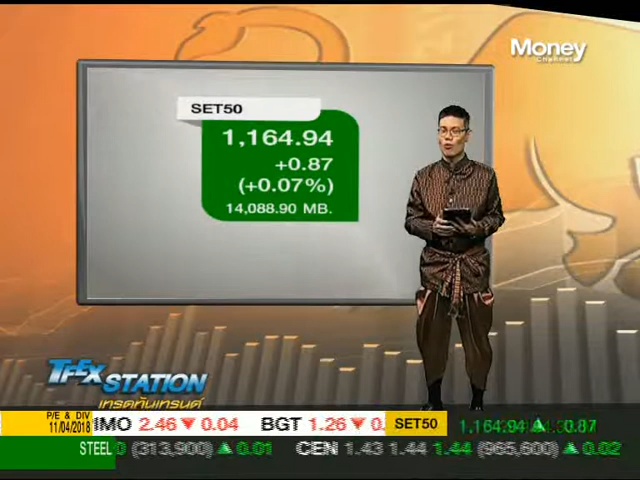 Money
Channel
SET50
1,164.94
+0.87
(+0.07%)
14,088.90 MB.
TFEX STATION
เทรดทันเทรนด์
P/E & DIV
11/04/2018
IMO 2.46 ▼ 0.04 BGT 1.26 ▼ 0.
SET50
1,164.94 ▲ 0.87
STEEL
0 (313,900) ▲ 0.01 CEN 1.43 1.44 1.44 (965,600) ▲ 0.02